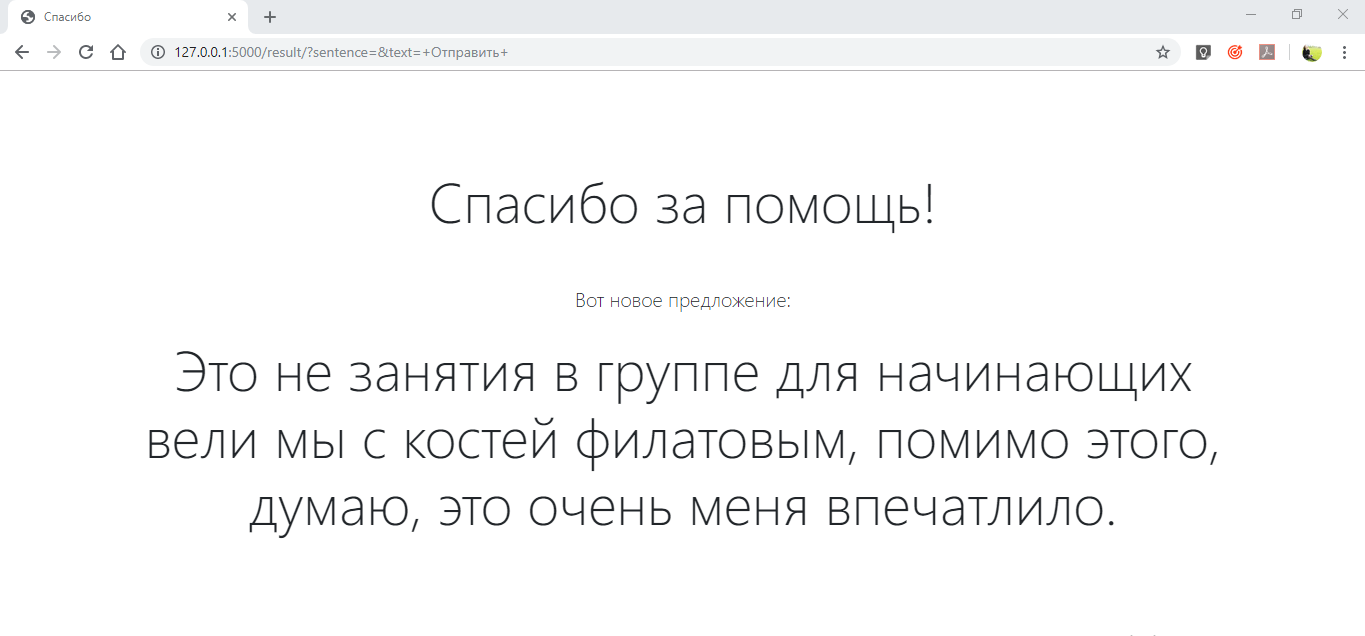 Спасибо
127.0.0.1:5000/result/?sentence=&text=+Отправить+
Спасибо за помощь!
Вот новое предложение:
Это не занятия в группе для начинающих
вели мы с костей филатовым, помимо этого,
думаю, это очень меня впечатлило.